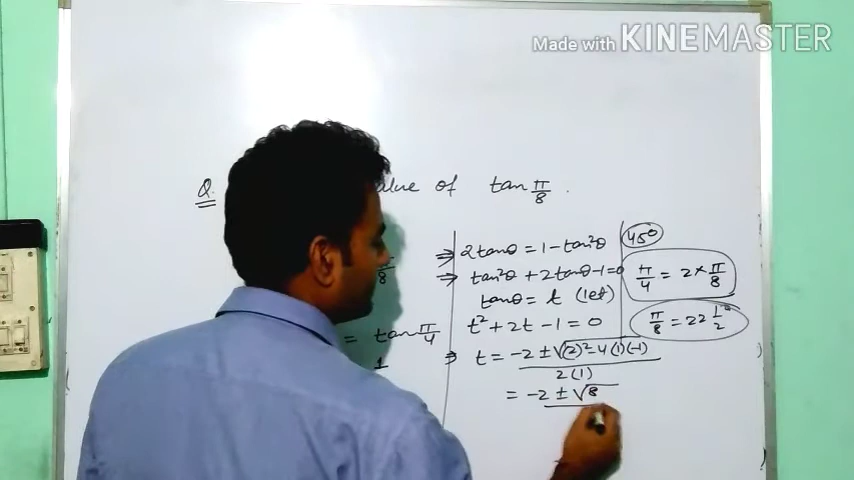 Made with KINEMASTER
Q. alue of tan π/8 .
π/8
= tan π/4
1
⇒ 2tanθ = 1 - tan²θ
⇒ tan²θ + 2tanθ - 1 = 0
tanθ = t (let)
t² + 2t - 1 = 0
⇒ t = -2 ± √(2)² - 4(1)(-1)
2(1)
= -2 ± √8
45°
π/4 = 2 × π/8
π/8 = 22 1/2°